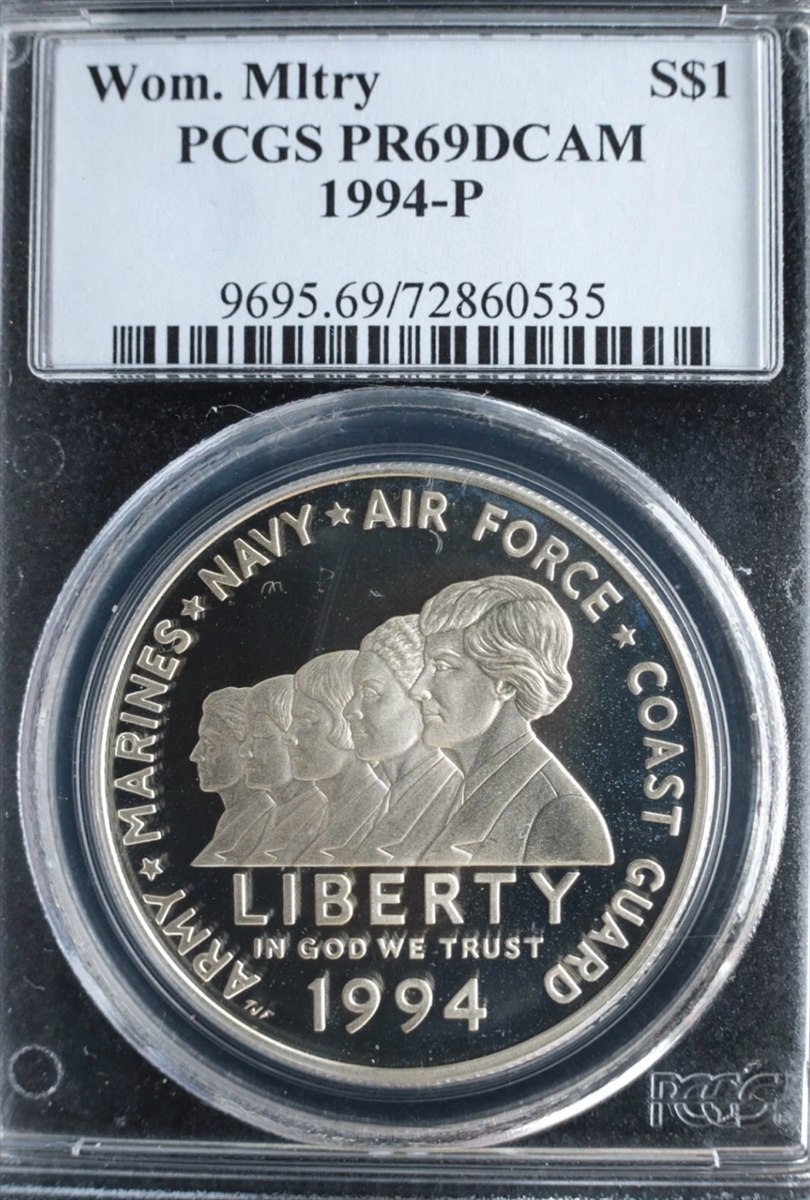 Wom. Mltry S$1
PCGS PR69DCAM
1994-P
9695.69/72860535
ARMY ★ MARINES ★ NAVY ★ AIR FORCE ★ COAST GUARD
LIBERTY
IN GOD WE TRUST
1994
TJF
PCGS